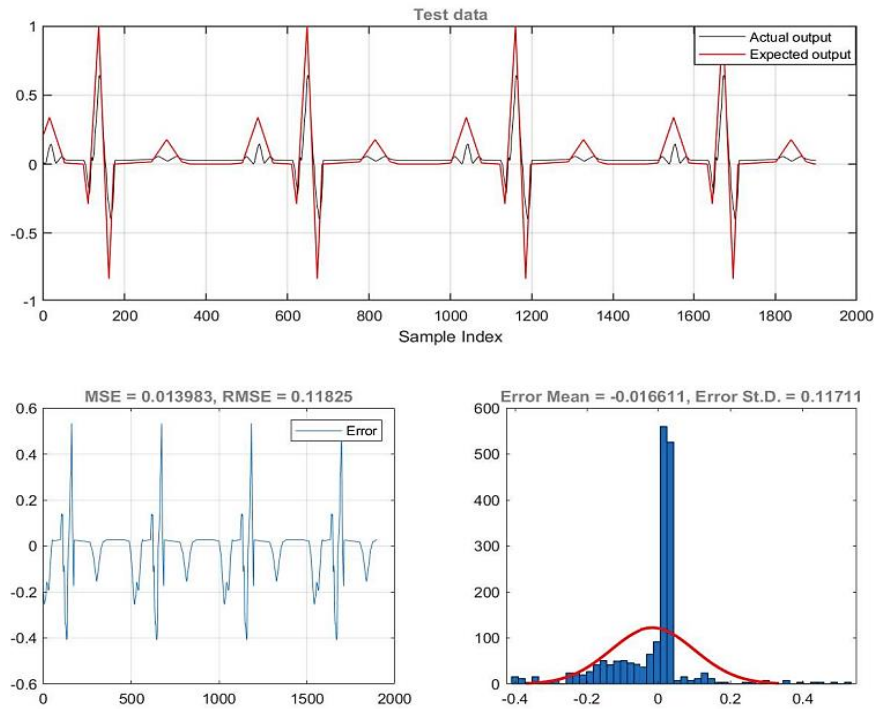 Test data
1
0.5
0
-0.5
-1
Actual output
Expected output
0 200 400 600 800 1000 1200 1400 1600 1800 2000
Sample Index
MSE = 0.013983, RMSE = 0.11825
0.6
0.4
0.2
0
-0.2
-0.4
-0.6
Error
0 500 1000 1500 2000
Error Mean = -0.016611, Error St.D. = 0.11711
600
500
400
300
200
100
0
-0.4 -0.2 0 0.2 0.4